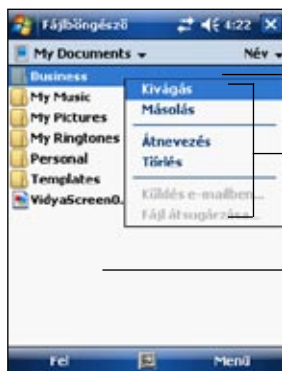 Fájlböngésző 4:22
My Documents Név
Business
My Music
My Pictures
My Ringtones
Personal
Templates
VidyaScreen0.
Kivágás
Másolás
Átnevezés
Törlés
Küldés e-mailben...
Fájl átsugárzása...
Fel Menü